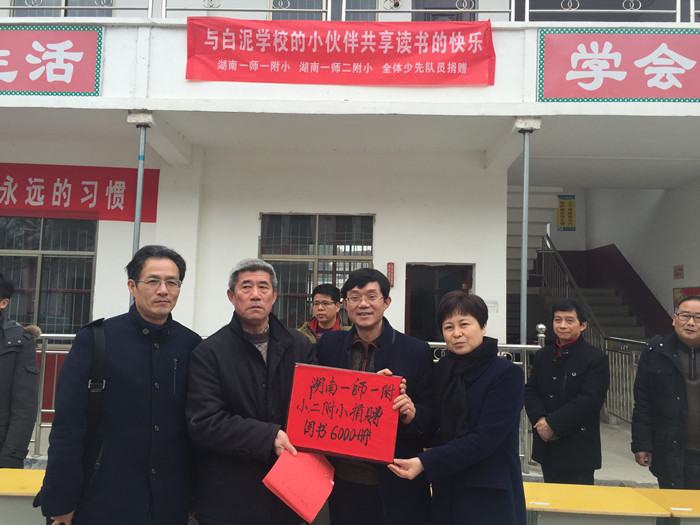 与白泥学校的小伙伴共享读书的快乐
湖南一师一附小 湖南一师二附小 全体少先队员捐赠
生活
学会
永远的习惯
湖南一师一附
小二附小捐赠
图书6000册